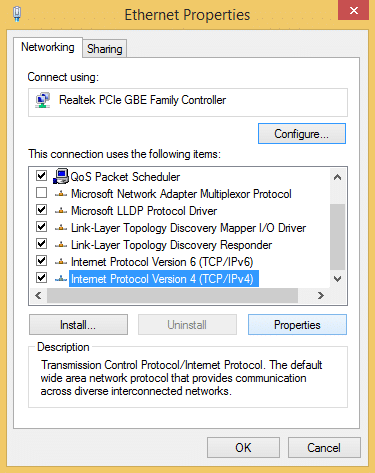 Ethernet Properties
Networking
Sharing
Connect using:
Realtek PCIe GBE Family Controller
Configure...
This connection uses the following items:
QoS Packet Scheduler
Microsoft Network Adapter Multiplexor Protocol
Microsoft LLDP Protocol Driver
Link-Layer Topology Discovery Mapper I/O Driver
Link-Layer Topology Discovery Responder
Internet Protocol Version 6 (TCP/IPv6)
Internet Protocol Version 4 (TCP/IPv4)
Install...
Uninstall
Properties
Description
Transmission Control Protocol/Internet Protocol. The default
wide area network protocol that provides communication
across diverse interconnected networks.
OK
Cancel